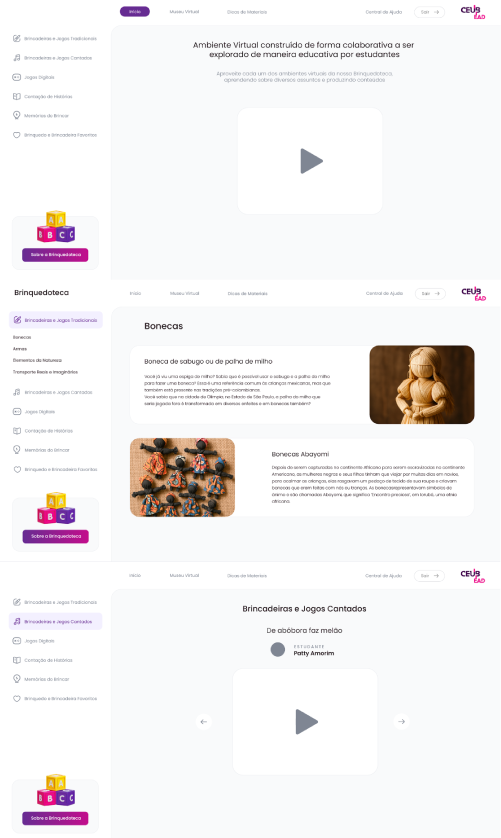 Início
Museu Virtual
Dicas de Materiais
Central de Ajuda
Sair
CEUB
EAD
Brincadeiras e Jogos Tradicionais
Brincadeiras e Jogos Cantados
Jogos Digitais
Contação de Histórias
Memórias do Brincar
Brinquedo e Brincadeira Favoritos
A
A
B
B
C
C
Sobre a Brinquedoteca
Ambiente Virtual construído de forma colaborativa a ser
explorado de maneira educativa por estudantes
Aproveite cada um dos ambientes virtuais do nosso Brinquedoteca,
aprendendo sobre diversos assuntos e produzindo conteúdos
Brinquedoteca
Início
Museu Virtual
Dicas de Materiais
Central de Ajuda
Sair
CEUB
EAD
Brincadeiras e Jogos Tradicionais
Bonecas
Armas
Elementos da Natureza
Transporte Reais e Imaginários
Brincadeiras e Jogos Cantados
Jogos Digitais
Contação de Histórias
Memórias do Brincar
Brinquedo e Brincadeira Favoritos
A
A
B
B
C
C
Sobre a Brinquedoteca
Bonecas
Boneca de sabugo ou de palha de milho
Você já viu uma espiga de milho? Sabia que é possível usar o sabugo e a palha do milho
para fazer uma boneca? Essa é uma referência comum às crianças mexicanas, mas que
também está presente nas tradições pré-colombianas.
Você sabia que na cidade de Olímpia, no Estado de São Paulo, a palha do milho que
seria jogada fora é transformada em diversos enfeites e em bonecas também?
Bonecas Abayomi
Depois de serem capturadas no continente Africano para serem escravizadas no continente
Americano, as mulheres negras e seus filhos tinham que viajar por muitos dias em navios.
para acalmar as crianças, elas rasgavam um pedaço de tecido de sua roupa e criavam
bonecas que eram feitas com nós ou tranças. As bonecas representavam símbolos de
átomo e são chamadas Abayomi, que significa 'Encontro precioso', em Iorubá, uma etnia
africana.
Início
Museu Virtual
Dicas de Materiais
Central de Ajuda
Sair
CEUB
EAD
Brincadeiras e Jogos Tradicionais
Brincadeiras e Jogos Cantados
Jogos Digitais
Contação de Histórias
Memórias do Brincar
Brinquedo e Brincadeira Favoritos
A
A
B
B
C
C
Sobre a Brinquedoteca
Brincadeiras e Jogos Cantados
De abóbora faz melão
ESTUDANTE
Patty Amorim